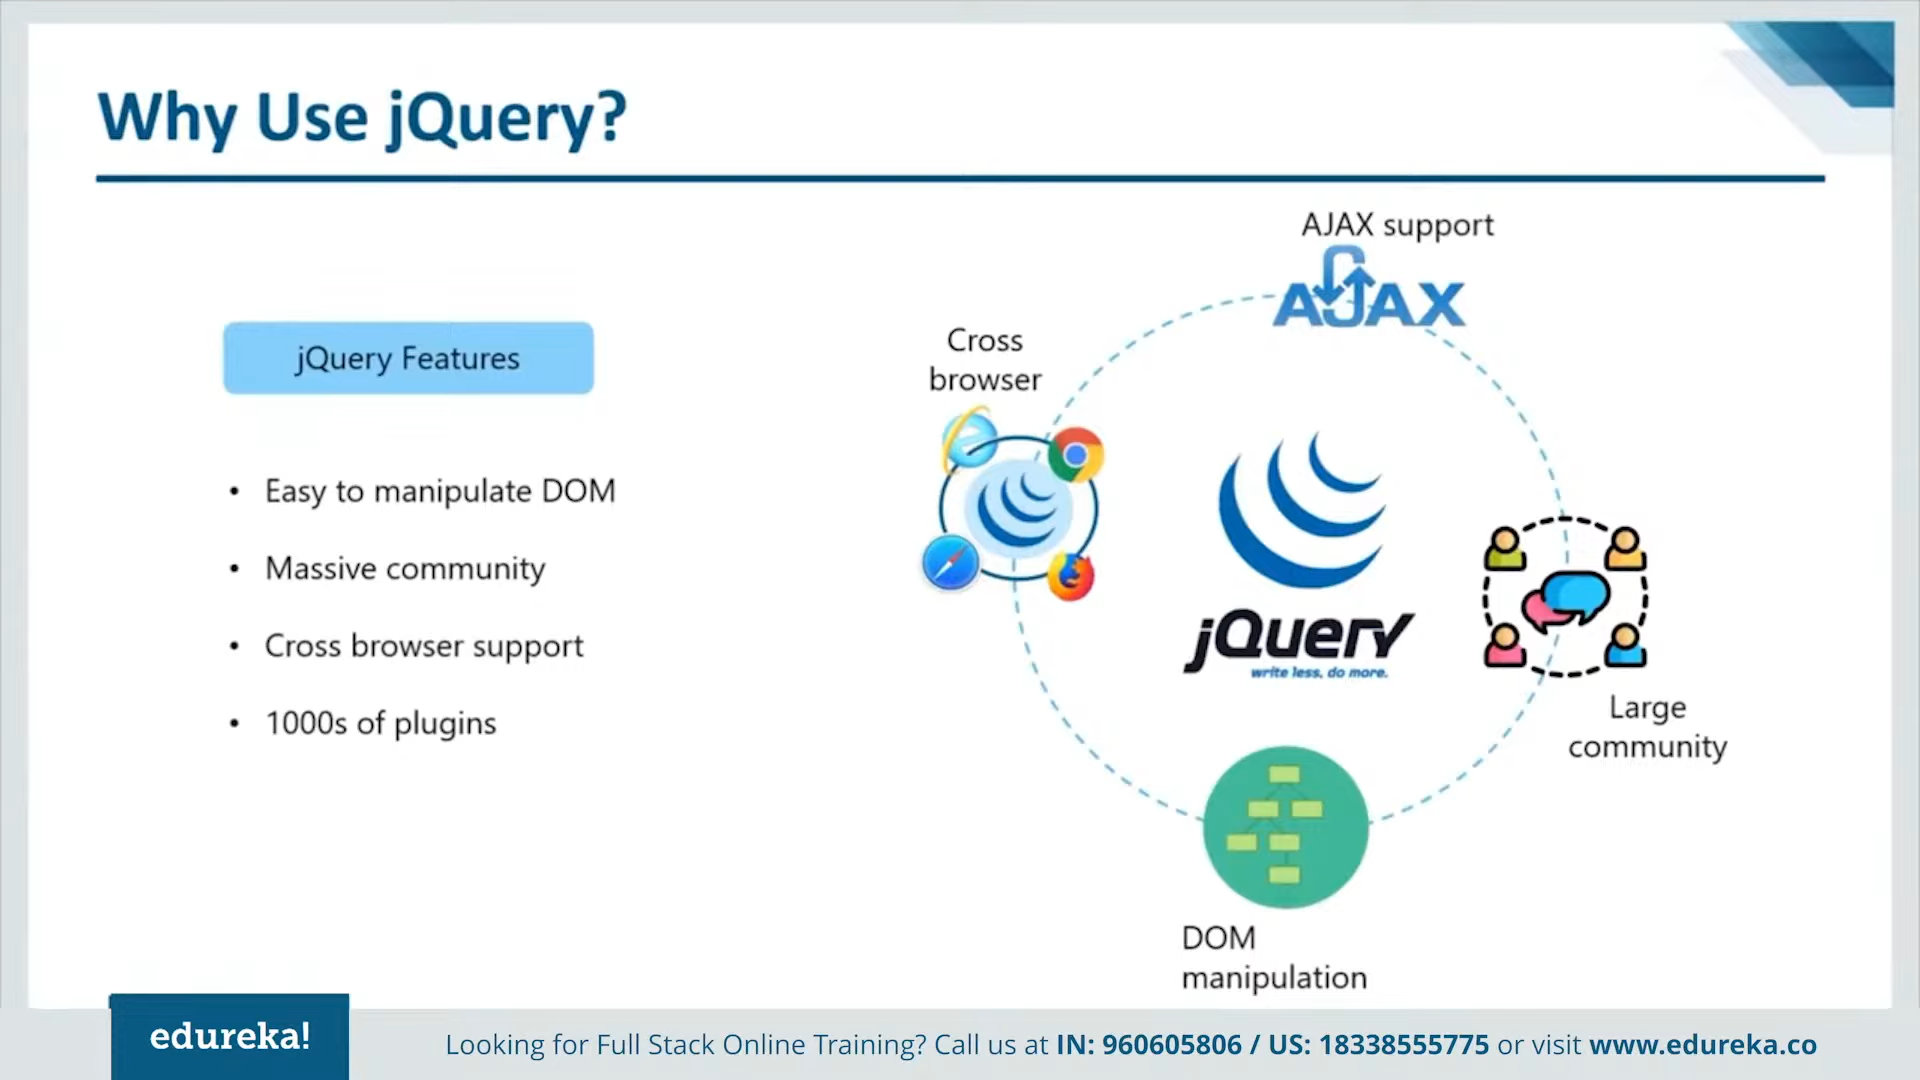 Why Use jQuery?
jQuery Features
• Easy to manipulate DOM
• Massive community
• Cross browser support
• 1000s of plugins
AJAX support
AJAX
Cross
browser
jQuery
write less, do more.
Large
community
DOM
manipulation
edureka!
Looking for Full Stack Online Training? Call us at IN: 960605806 / US: 18338555775 or visit www.edureka.co